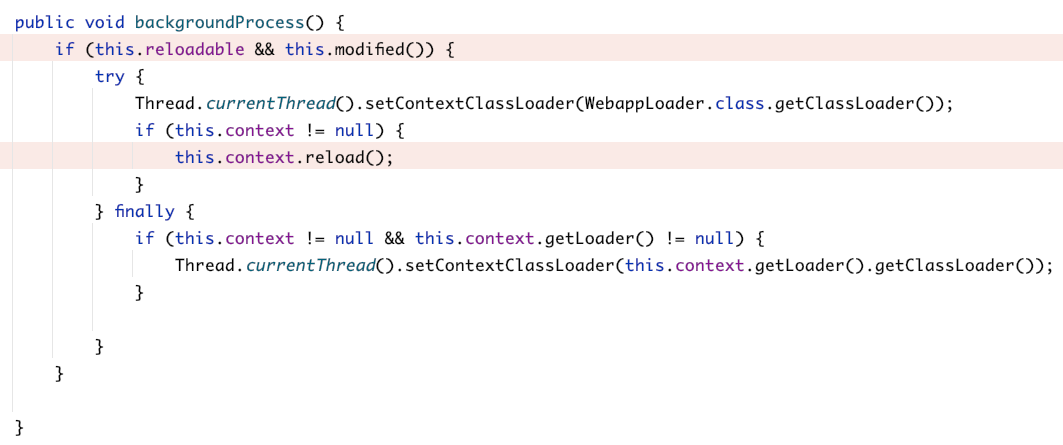 public void backgroundProcess() {
if (this.reloadable && this.modified()) {
try {
Thread.currentThread().setContextClassLoader(WebappLoader.class.getClassLoader());
if (this.context != null) {
this.context.reload();
}
} finally {
if (this.context != null && this.context.getLoader() != null) {
Thread.currentThread().setContextClassLoader(this.context.getLoader().getClassLoader());
}
}
}
}